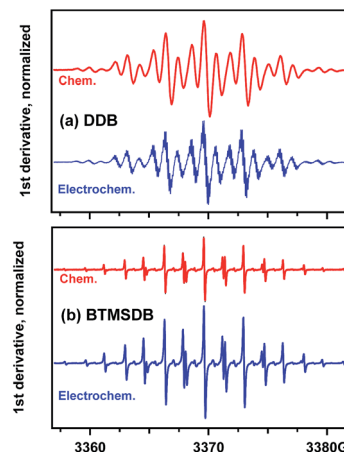 1st derivative, normalized
Chem.
(a) DDB
Electrochem.
1st derivative, normalized
Chem.
(b) BTMSDB
Electrochem.
3360 3370 3380G